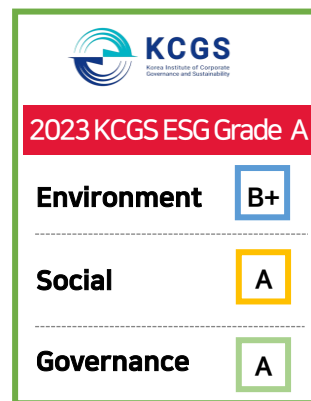 KCGS
Korea Institute of Corporate
Governance and Sustainability
2023 KCGS ESG Grade A
Environment B+
Social A
Governance A